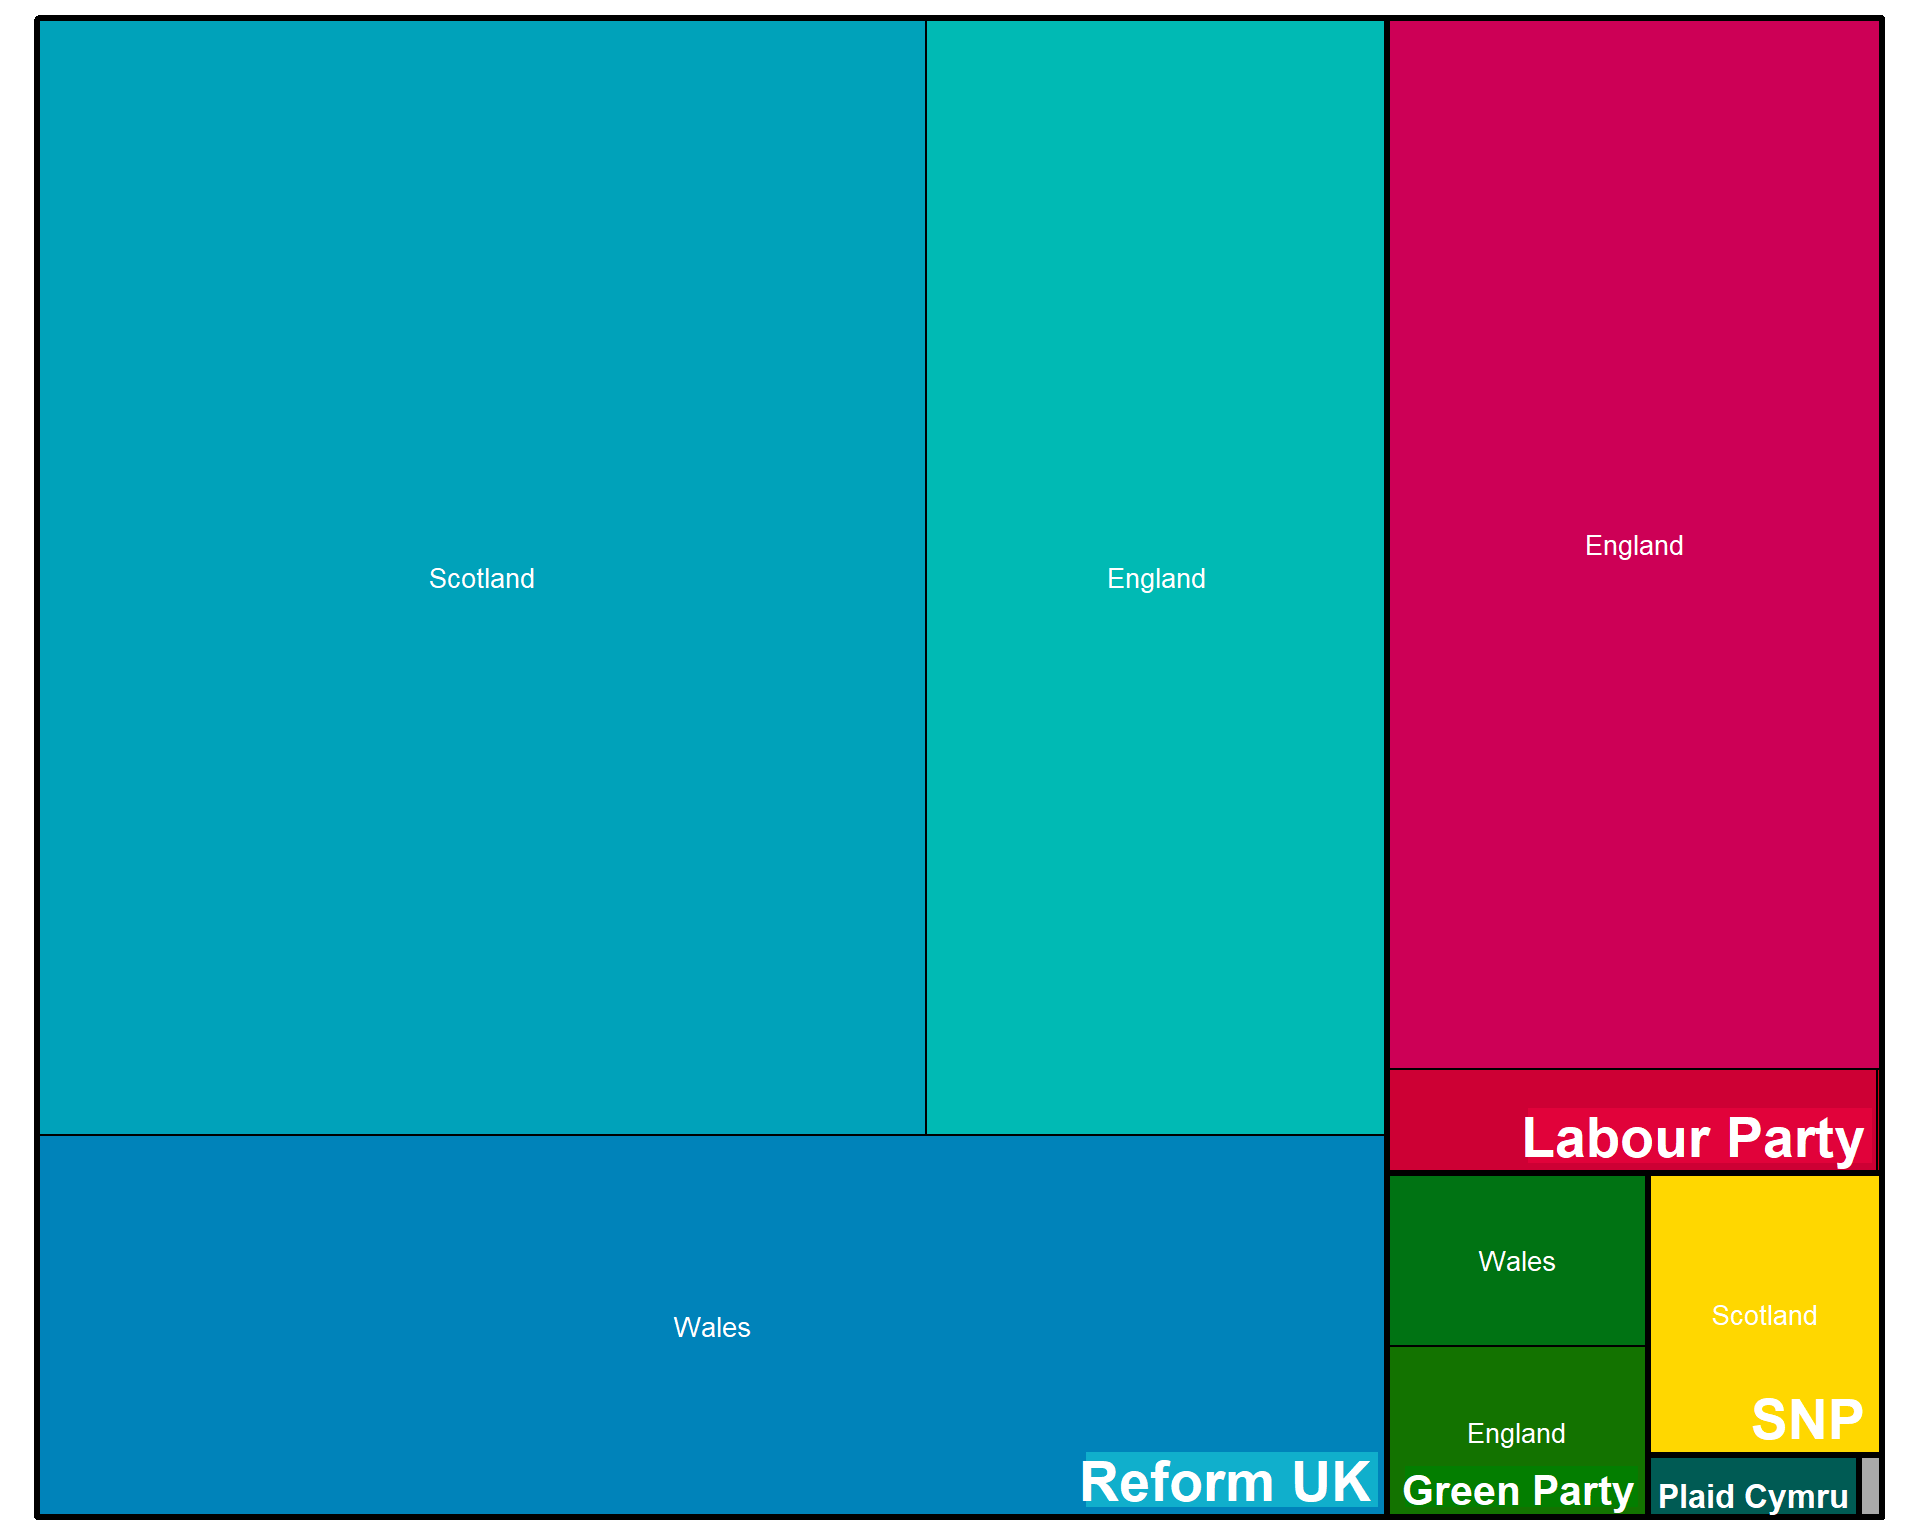 Scotland
England
England
Labour Party
Wales
Wales
Scotland
SNP
England
Reform UK
Green Party
Plaid Cymru